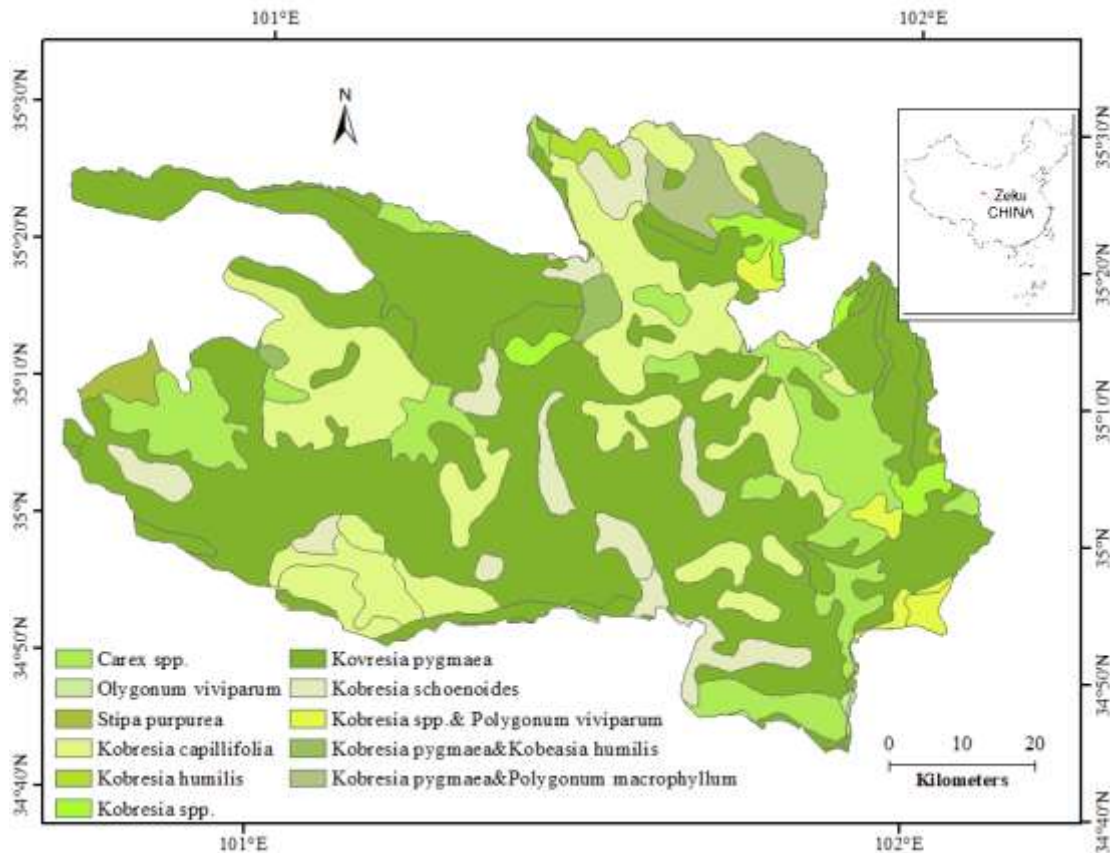 101°E 102°E
N
35°30'N
35°20'N
35°10'N
35°N
34°50'N
34°40'N
35°30'N
35°20'N
35°10'N
35°N
34°50'N
34°40'N
Zeku
CHINA
Carex spp.
Olygonum viviparum
Stipa purpurea
Kobresia capillifolia
Kobresia humilis
Kobresia spp.
Kovresia pygmaea
Kobresia schoenoides
Kobresia spp.& Polygonum viviparum
Kobresia pygmaea&Kobeasia humilis
Kobresia pygmaea&Polygonum macrophyllum
0 10 20
Kilometers
101°E 102°E